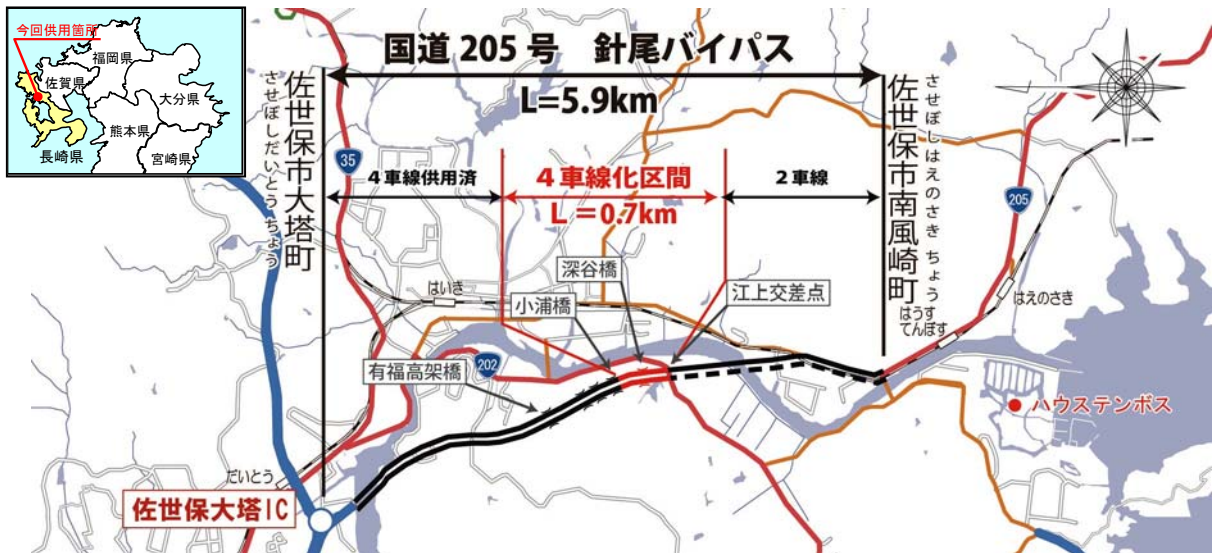 今回供用箇所
福岡県
佐賀県
大分県
熊本県
長崎県
宮崎県
国道205号 針尾バイパス
L=5.9km
佐世保市大塔町
させぼしだいとうちょう
佐世保市南風崎町
させぼしはえのさきちょう
35
4車線供用済
4車線化区間
L=0.7km
2車線
205
深谷橋
小浦橋
江上交差点
はいき
はえのさき
はうす
てんぼす
202
有福高架橋
ハウステンボス
だいとう
佐世保大塔IC